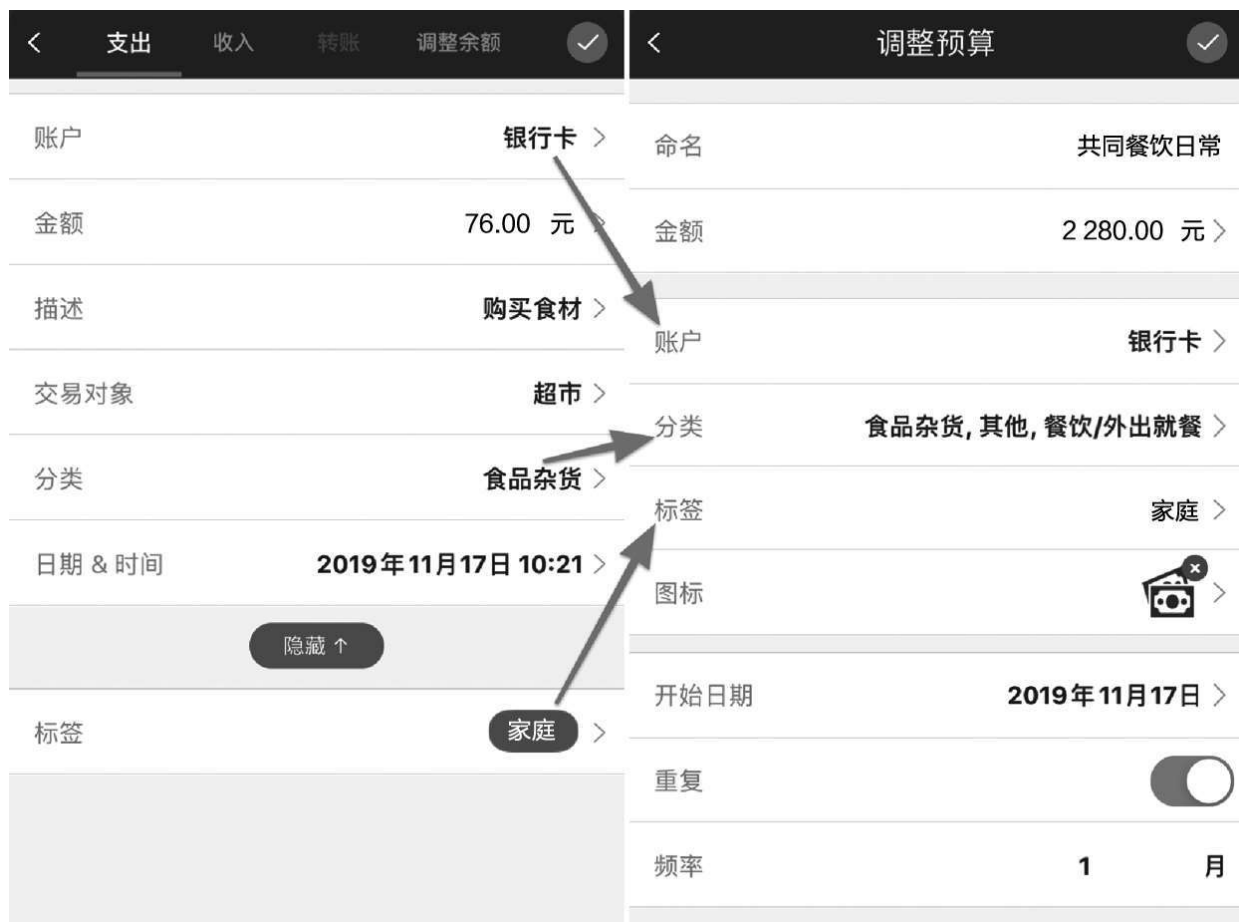 支出 收入 转账 调整余额
账户 银行卡
金额 76.00 元
描述 购买食材
交易对象 超市
分类 食品杂货
日期 & 时间 2019年11月17日 10:21
隐藏 ↑
标签 家庭
调整预算
命名 共同餐饮日常
金额 2 280.00 元
账户 银行卡
分类 食品杂货, 其他, 餐饮/外出就餐
标签 家庭
图标
开始日期 2019年11月17日
重复
频率 1 月